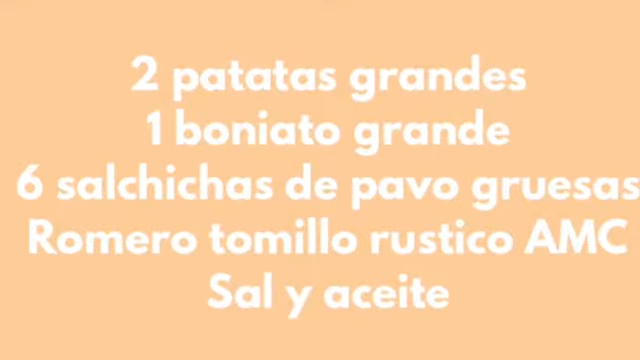 2 patatas grandes
1 boniato grande
6 salchichas de pavo gruesas
Romero tomillo rustico AMC
Sal y aceite